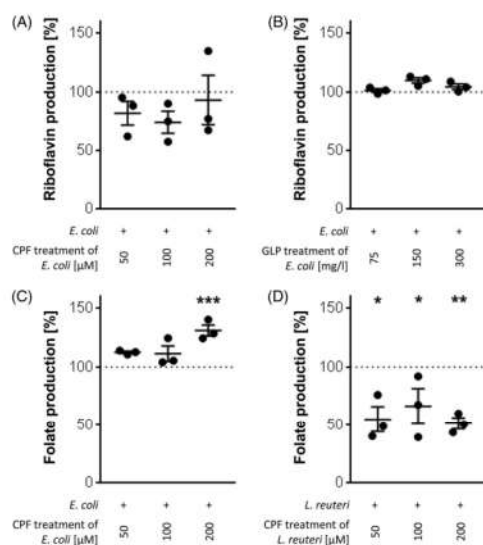 (A)
Riboflavin production [%]
150
100
50
0
E. coli + + +
CPF treatment of
E. coli [µM]
50 100 200
(B)
Riboflavin production [%]
150
100
50
0
E. coli + + +
GLP treatment of
E. coli [mg/l]
75 150 300
(C)
Folate production [%]
150
100
50
0
***
E. coli + + +
CPF treatment of
E. coli [µM]
50 100 200
(D)
Folate production [%]
150
100
50
0
* * **
L. reuteri + + +
CPF treatment of
L. reuteri [µM]
50 100 200